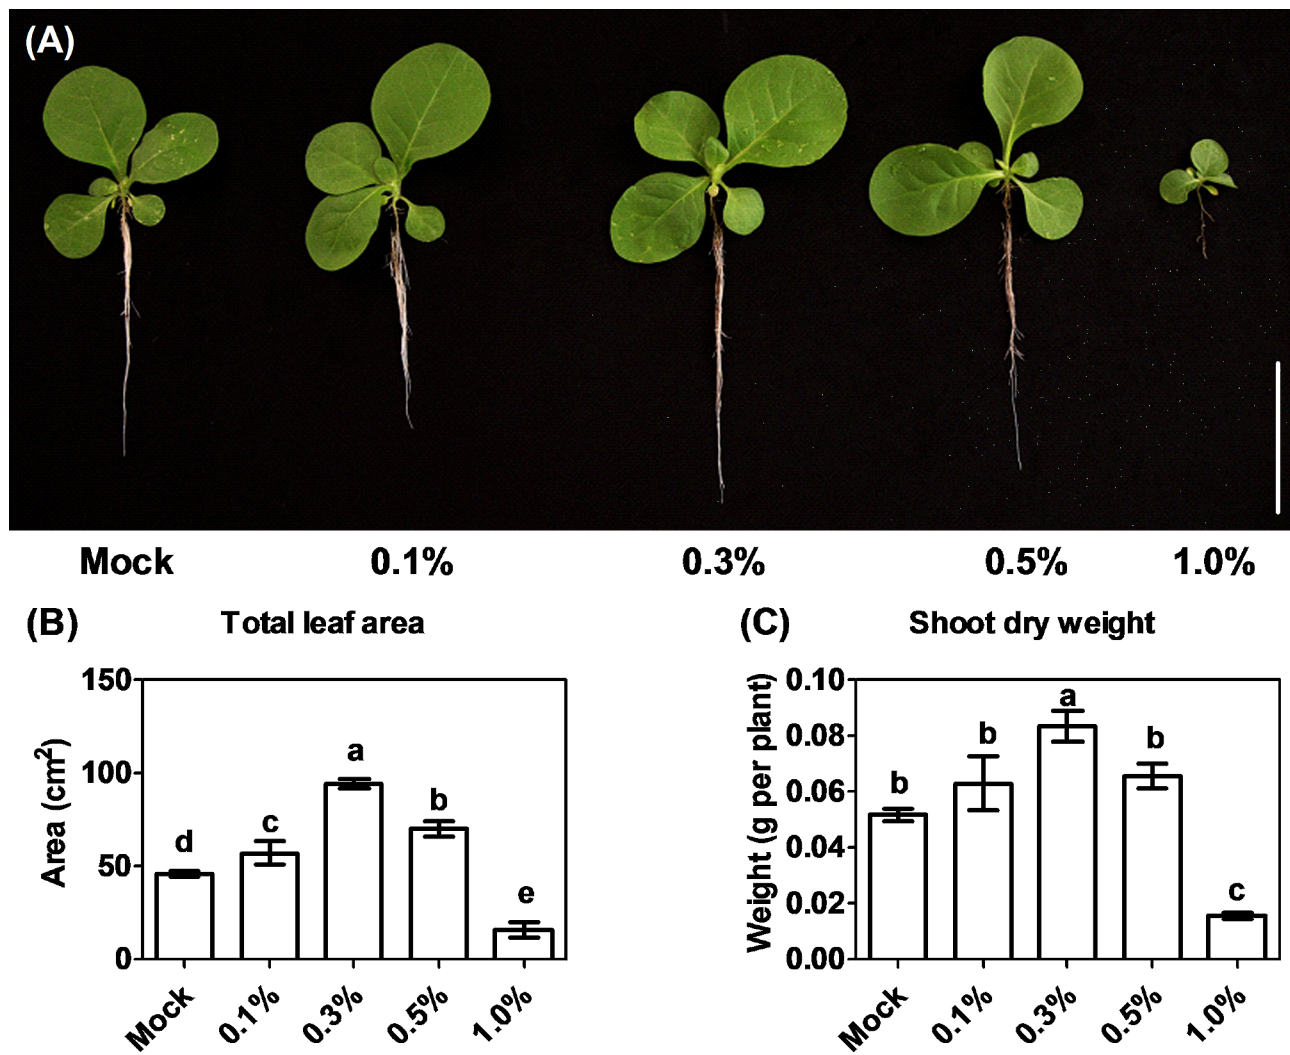 (A)
Mock 0.1% 0.3% 0.5% 1.0%
(B) Total leaf area
Area (cm²)
150
100
50
0
d c a b e
Mock 0.1% 0.3% 0.5% 1.0%
(C) Shoot dry weight
Weight (g per plant)
0.10
0.08
0.06
0.04
0.02
0.00
b b a b c
Mock 0.1% 0.3% 0.5% 1.0%